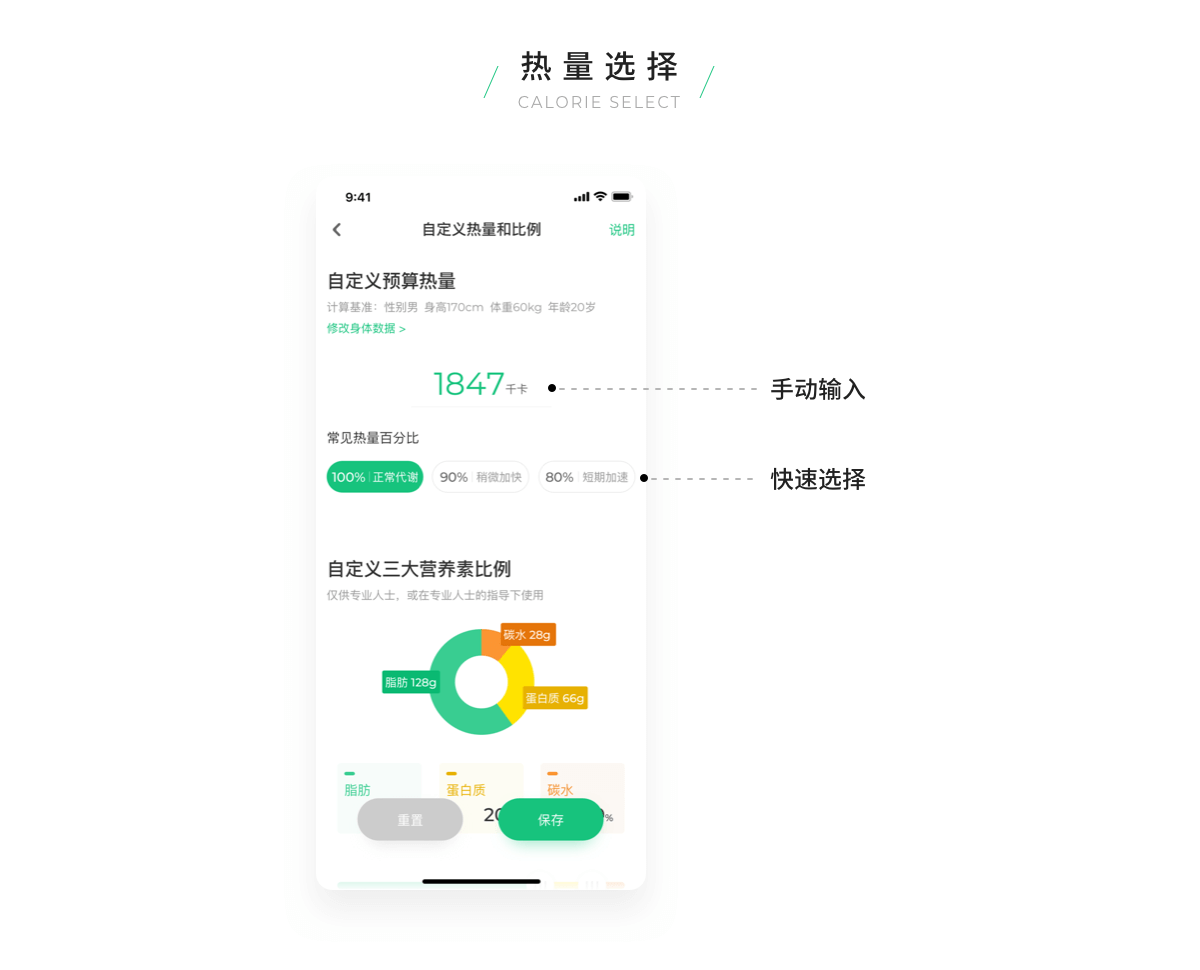 热量选择
CALORIE SELECT
9:41
自定义热量和比例
说明
自定义预算热量
计算基准：性别男 身高170cm 体重60kg 年龄20岁
修改身体数据 >
1847千卡
手动输入
常见热量百分比
100% 正常代谢
90% 稍微加快
80% 短期加速
快速选择
自定义三大营养素比例
仅供专业人士，或在专业人士的指导下使用
碳水 28g
脂肪 128g
蛋白质 66g
脂肪
蛋白质
碳水
20
%
重置
保存